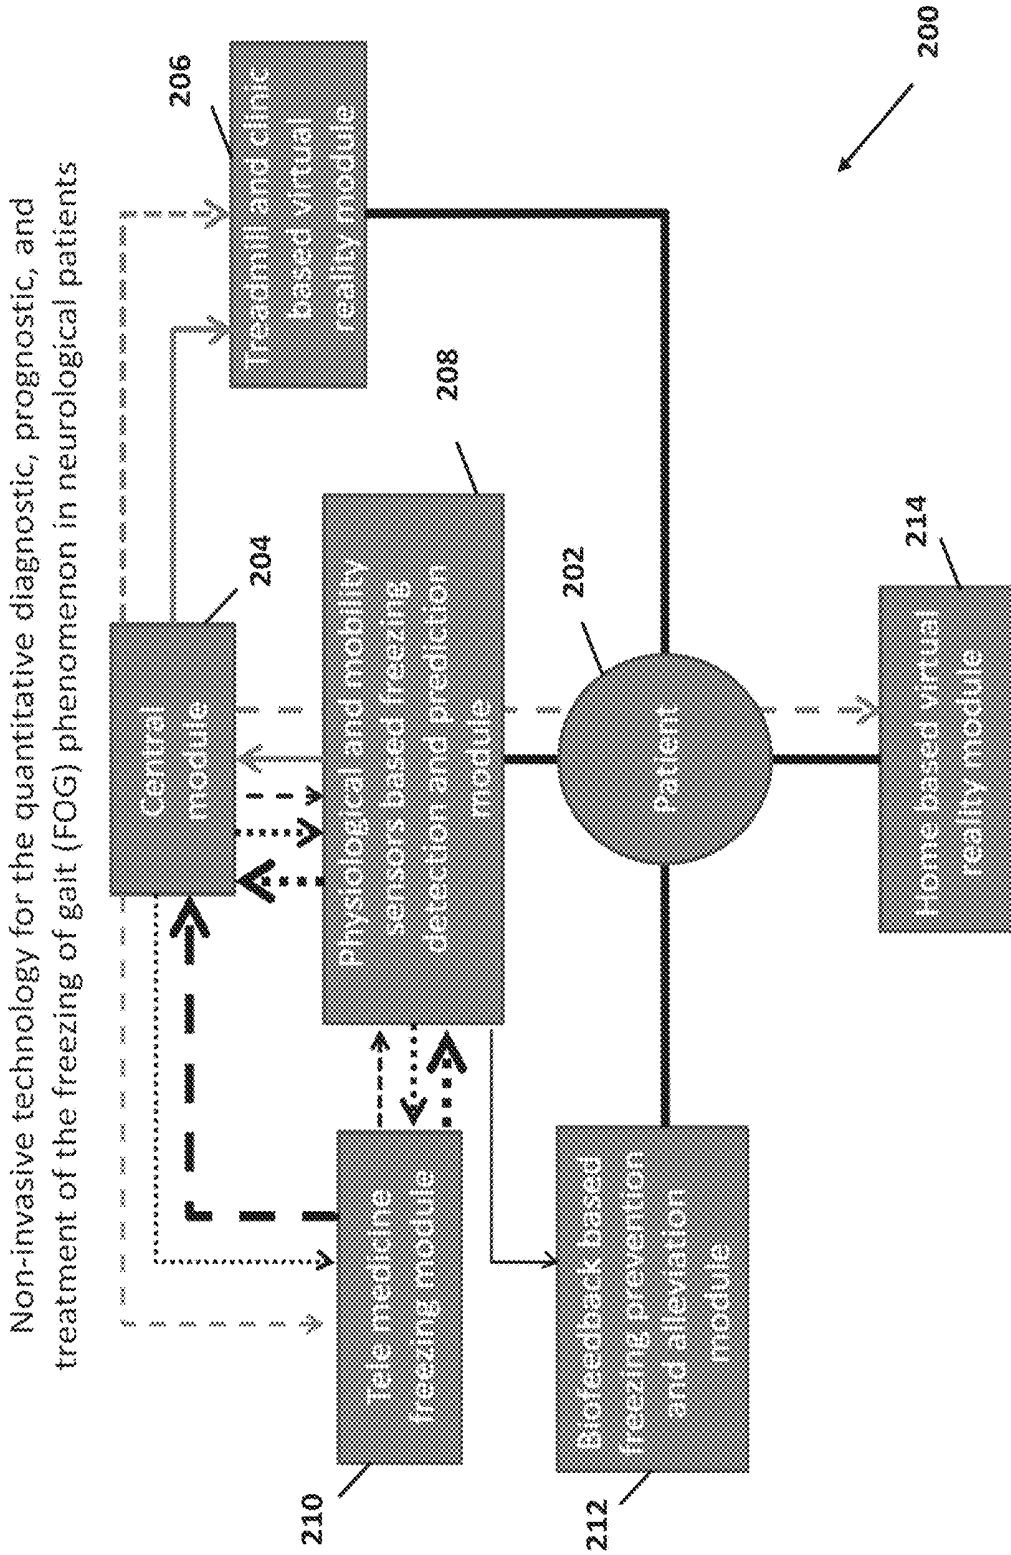 Non-invasive technology for the quantitative diagnostic, prognostic, and
treatment of the freezing of gait (FOG) phenomenon in neurological patients
Central
module
204
Treadmill and clinic
based virtual
reality module
206
Tele medicine
freezing module
210
Physiological and mobility
sensors based freezing
detection and prediction
module
208
Biofeedback based
freezing prevention
and alleviation
module
212
Patent
202
Home based virtual
reality module
214
200